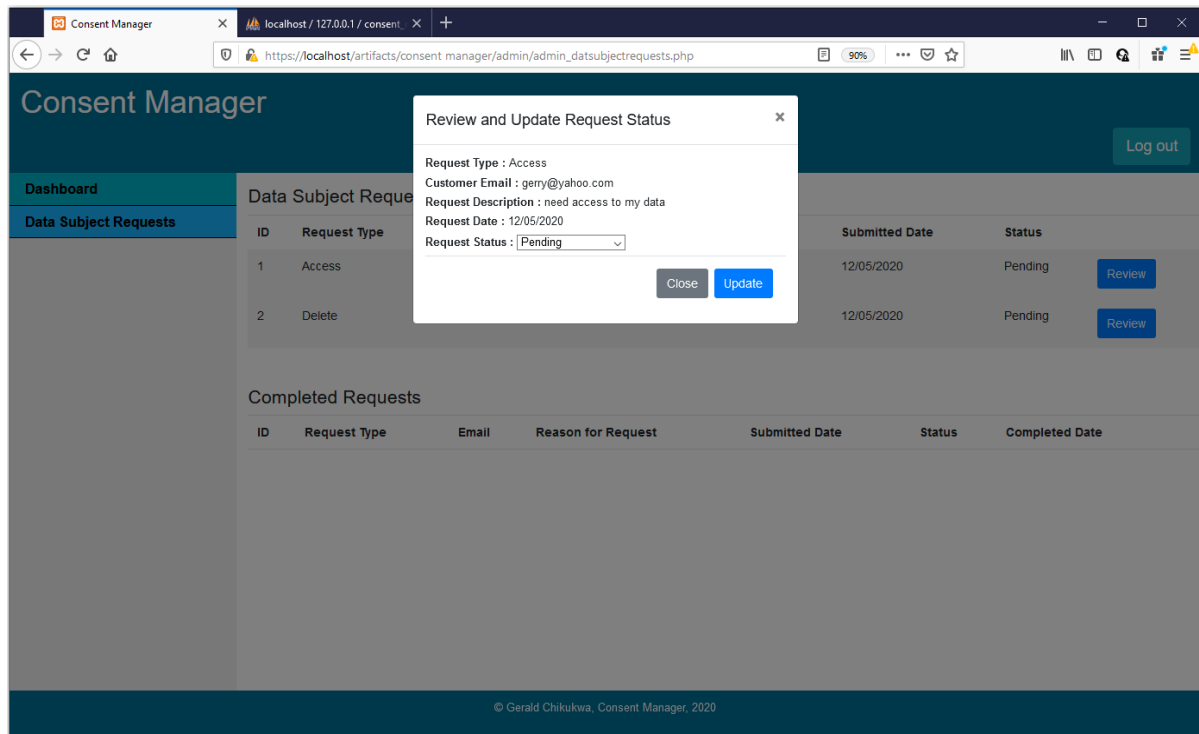 Consent Manager
localhost / 127.0.0.1 / consent_
https://localhost/artifacts/consent manager/admin/admin_datsubjectrequests.php
90%
Consent Manager
Log out
Dashboard
Data Subject Requests
Review and Update Request Status
Request Type : Access
Customer Email : gerry@yahoo.com
Request Description : need access to my data
Request Date : 12/05/2020
Request Status : Pending
Close Update
Data Subject Reque
ID Request Type Submitted Date Status
1 Access 12/05/2020 Pending Review
2 Delete 12/05/2020 Pending Review
Completed Requests
ID Request Type Email Reason for Request Submitted Date Status Completed Date
© Gerald Chikukwa, Consent Manager, 2020